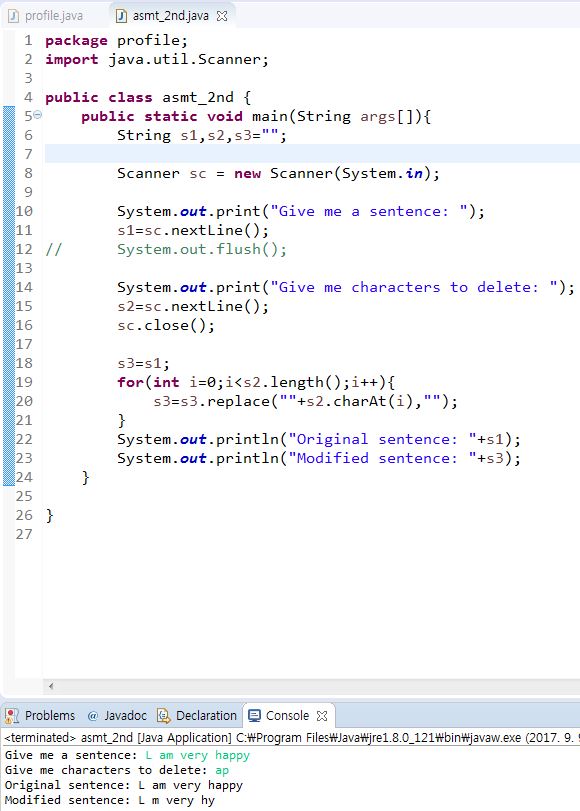 profile.java asmt_2nd.java
1 package profile;
2 import java.util.Scanner;
3
4 public class asmt_2nd {
5 public static void main(String args[]){
6 String s1,s2,s3="";
7
8 Scanner sc = new Scanner(System.in);
9
10 System.out.print("Give me a sentence: ");
11 s1=sc.nextLine();
12 // System.out.flush();
13
14 System.out.print("Give me characters to delete: ");
15 s2=sc.nextLine();
16 sc.close();
17
18 s3=s1;
19 for(int i=0;i<s2.length();i++){
20 s3=s3.replace(""+s2.charAt(i),"");
21 }
22 System.out.println("Original sentence: "+s1);
23 System.out.println("Modified sentence: "+s3);
24 }
25
26 }
27
Problems @ Javadoc Declaration Console
<terminated> asmt_2nd [Java Application] C:₩Program Files₩Java₩jre1.8.0_121₩bin₩javaw.exe (2017. 9. 9
Give me a sentence: L am very happy
Give me characters to delete: ap
Original sentence: L am very happy
Modified sentence: L m very hy